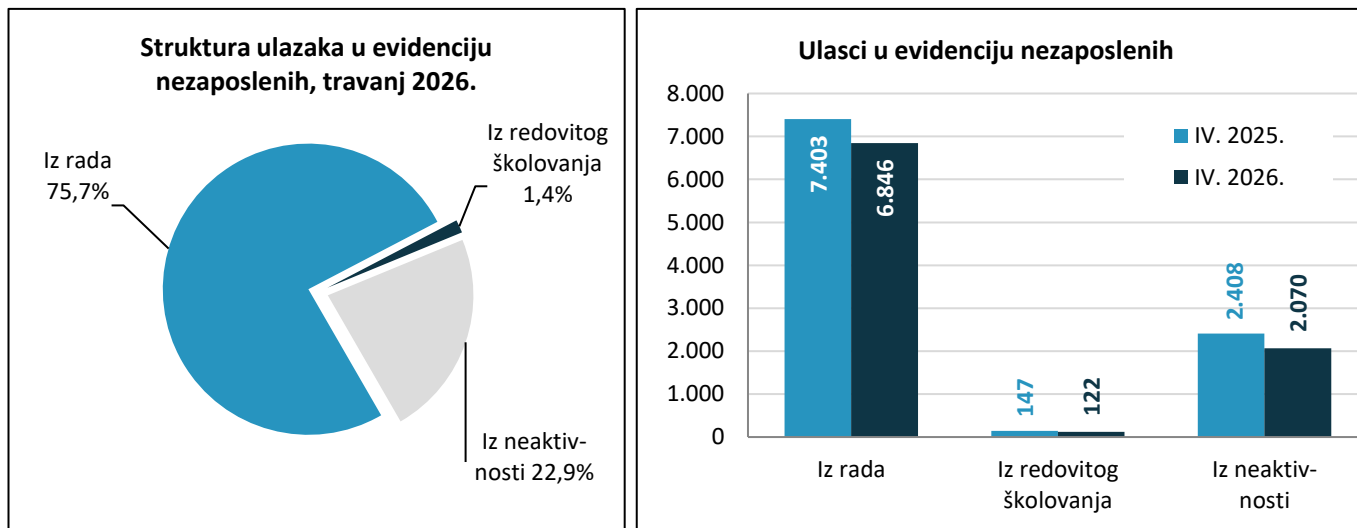 Struktura ulazaka u evidenciju
nezaposlenih, travanj 2026.
Iz redovitog
školovanja
1,4%
Iz rada
75,7%
Iz neaktiv-
nosti 22,9%
Ulasci u evidenciju nezaposlenih
8.000
7.000
6.000
5.000
4.000
3.000
2.000
1.000
0
IV. 2025.
IV. 2026.
7.403
6.846
147
122
2.408
2.070
Iz rada
Iz redovitog
školovanja
Iz neaktiv-
nosti